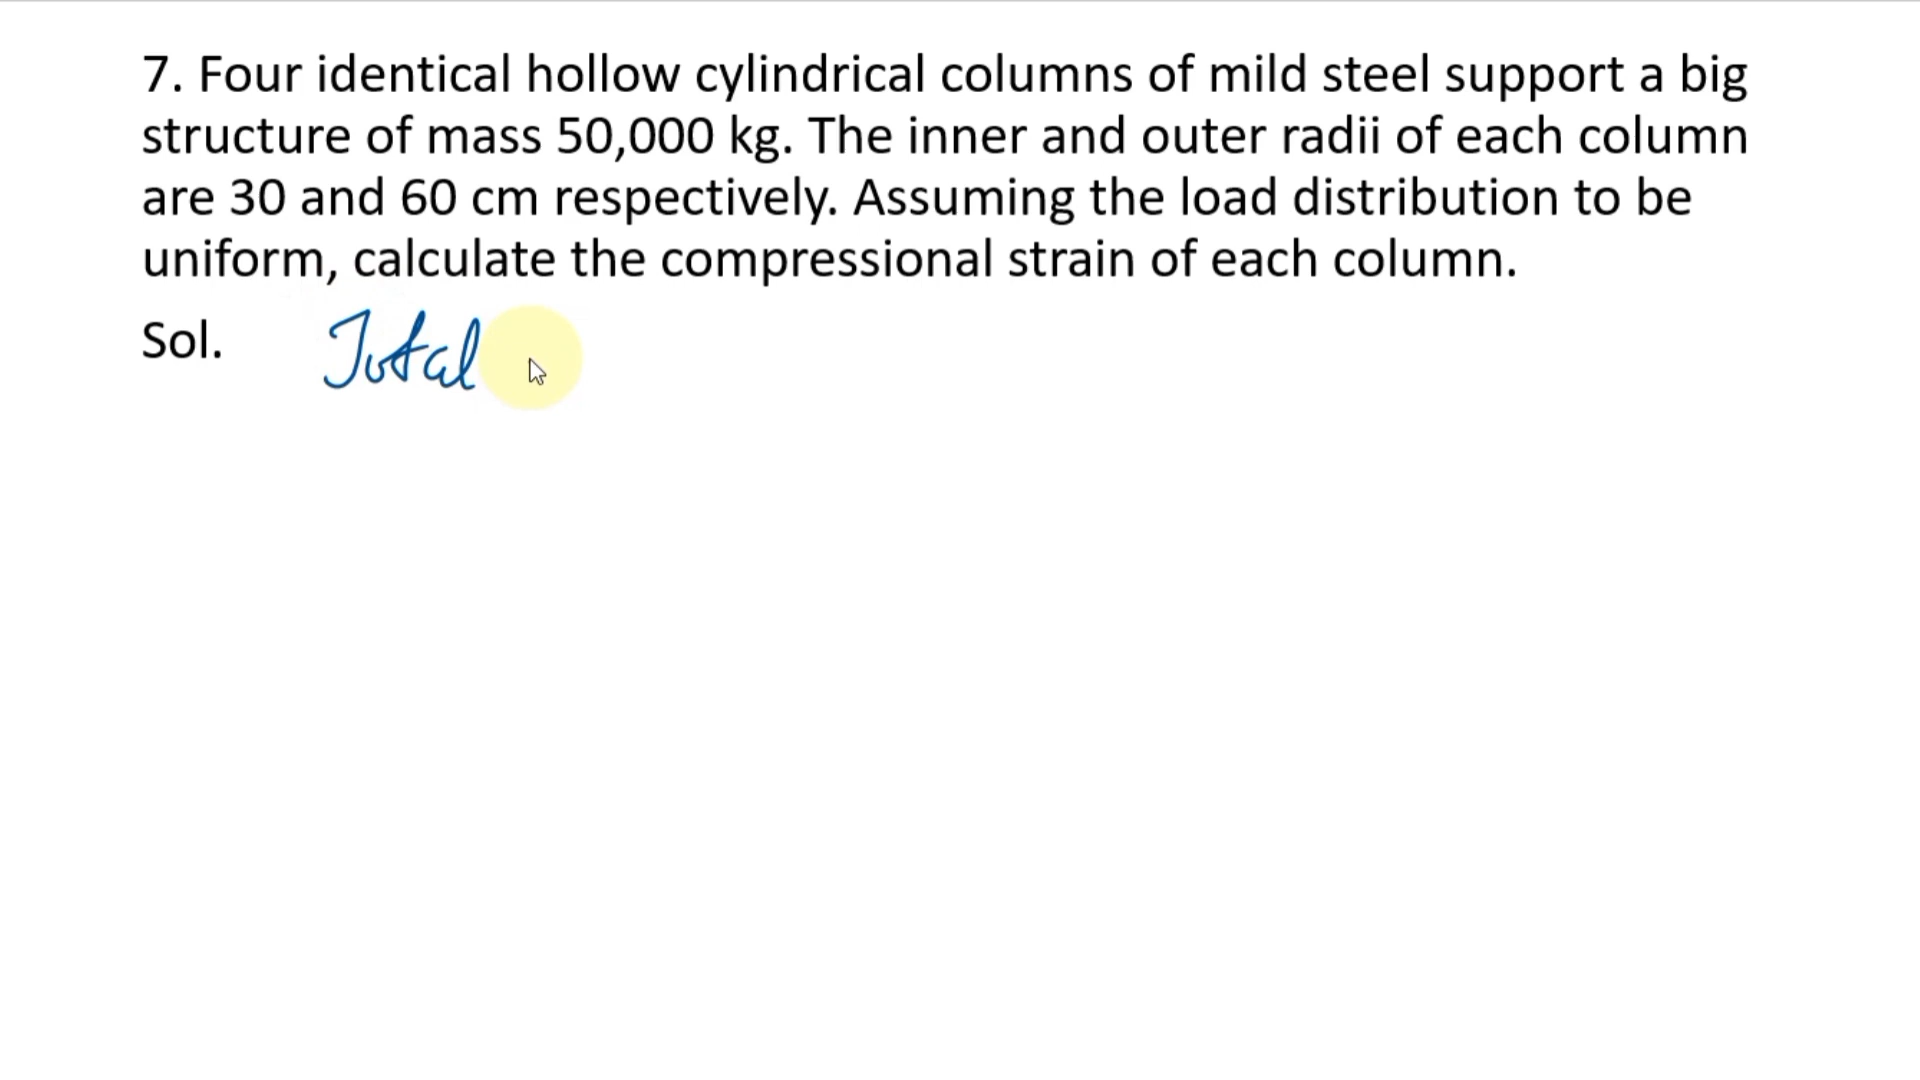 7. Four identical hollow cylindrical columns of mild steel support a big
structure of mass 50,000 kg. The inner and outer radii of each column
are 30 and 60 cm respectively. Assuming the load distribution to be
uniform, calculate the compressional strain of each column.
Sol. Total